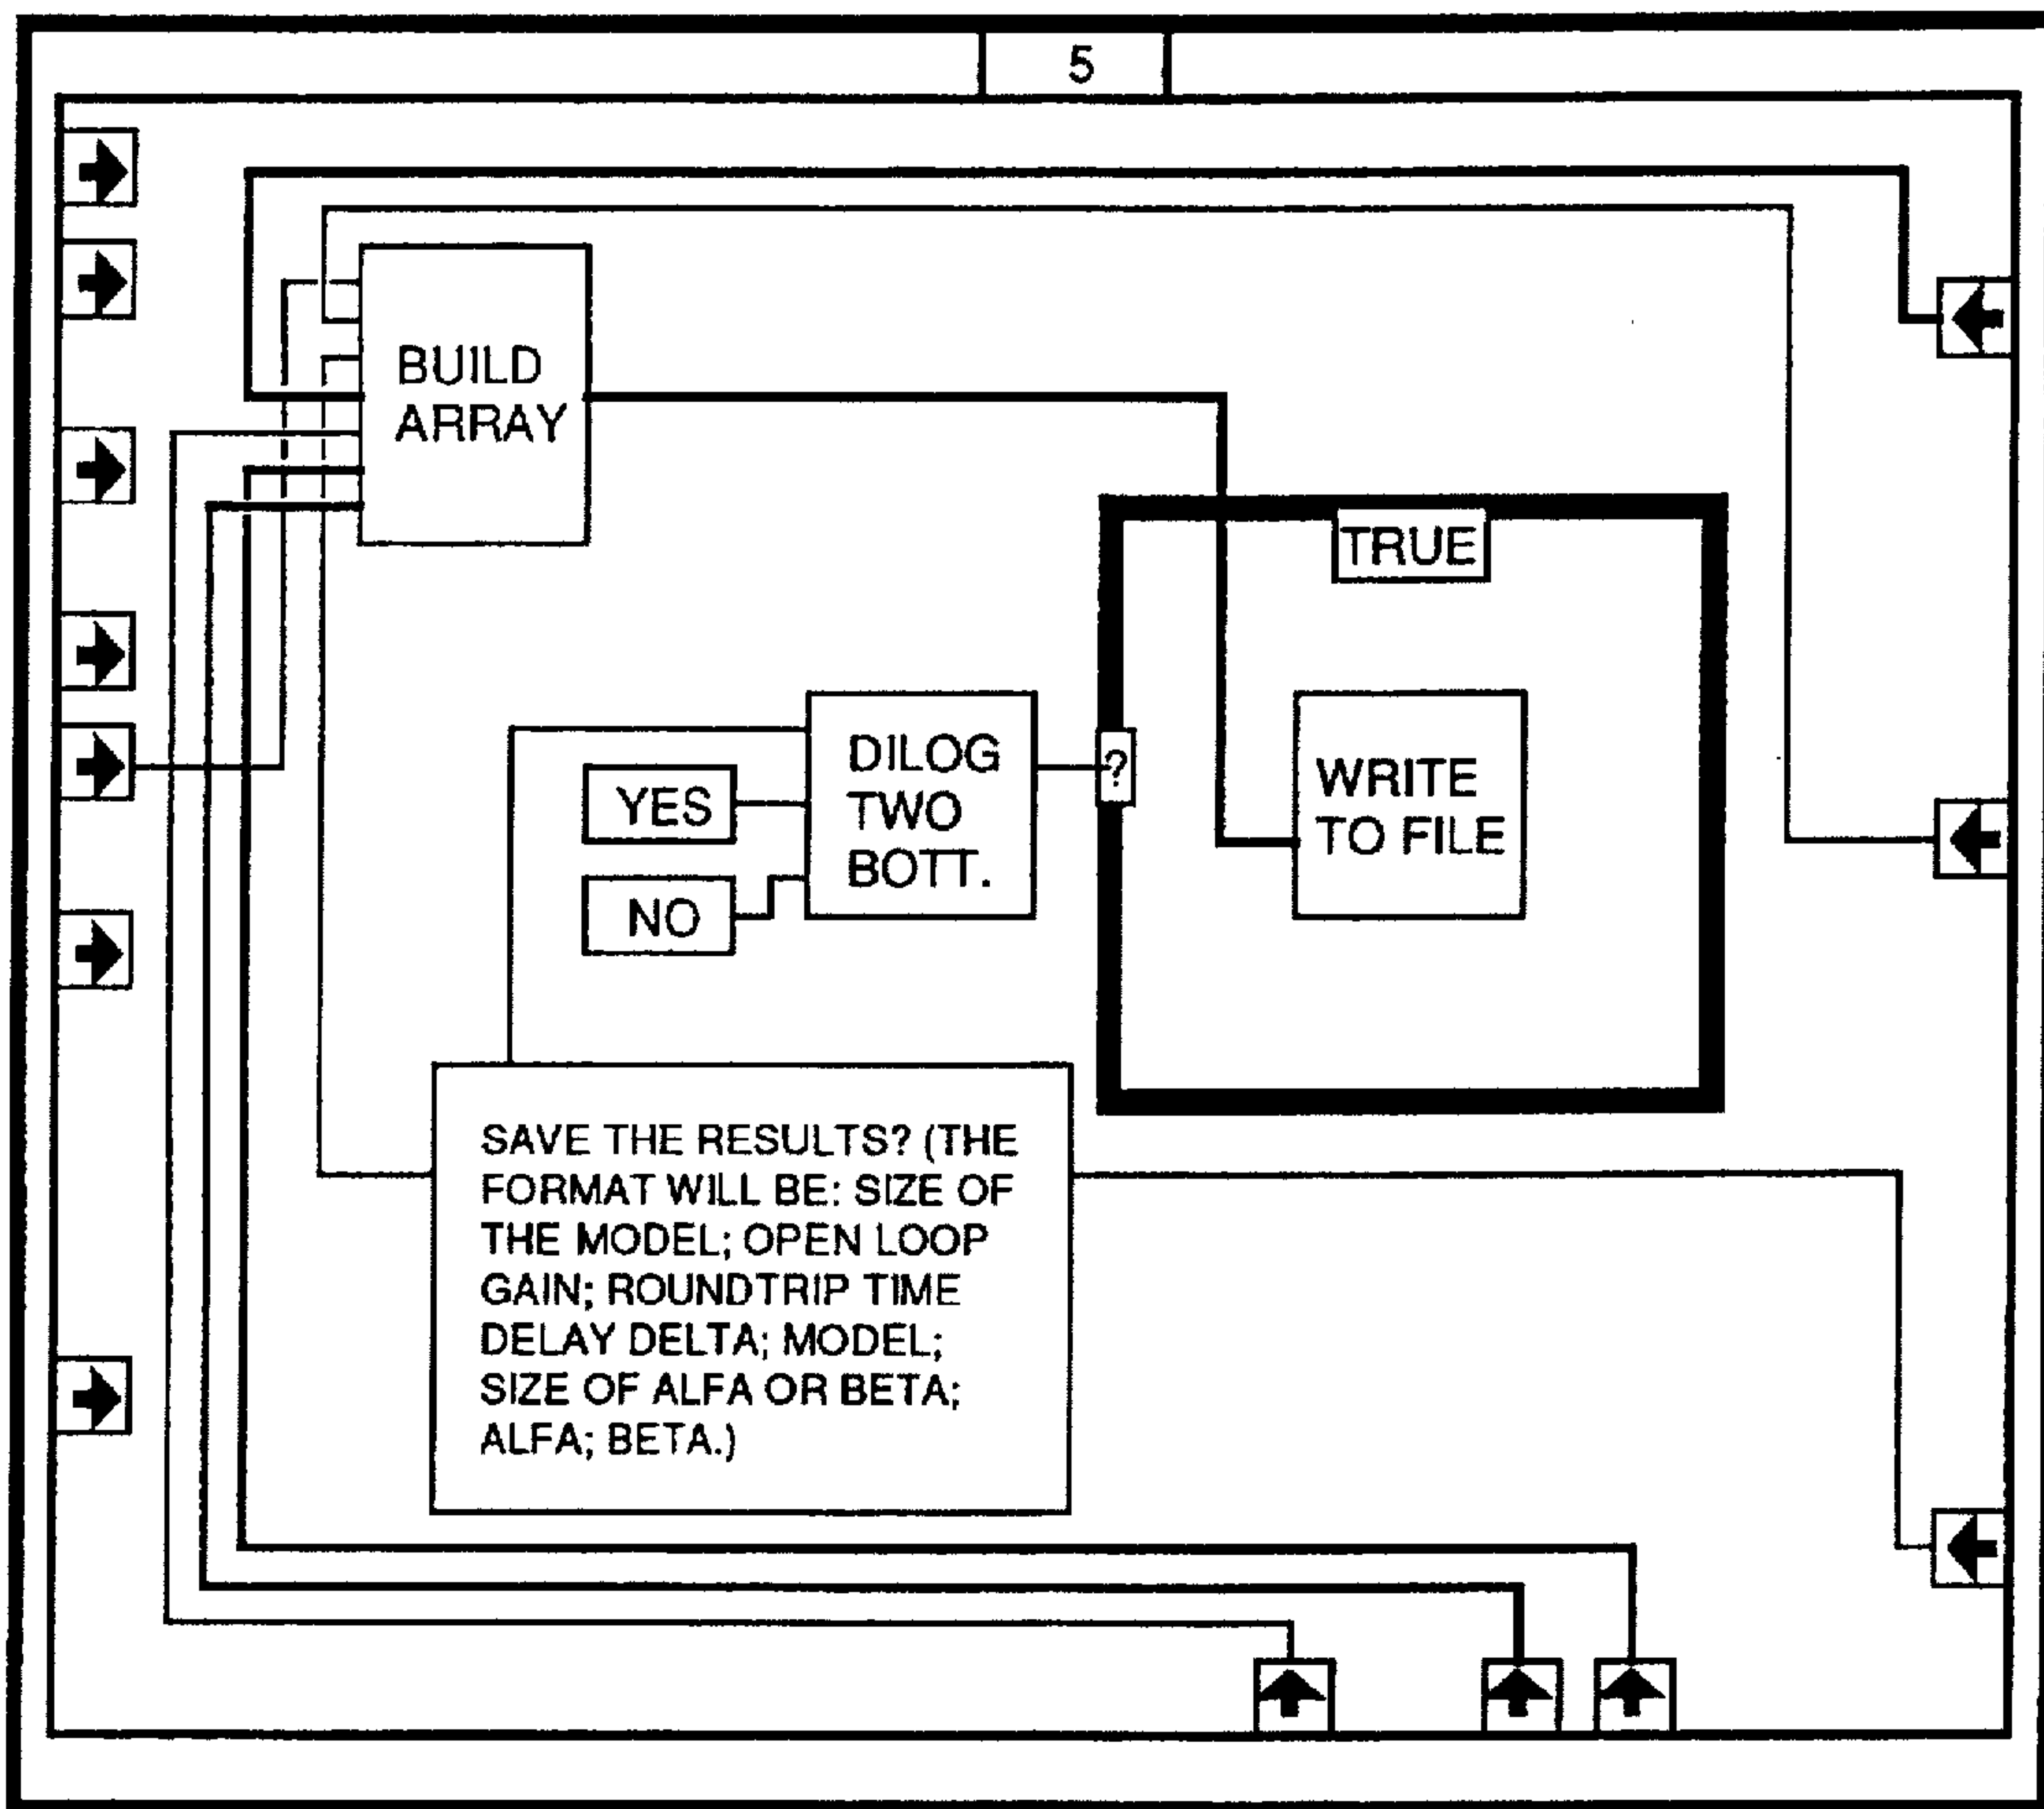 5
BUILD
ARRAY
TRUE
DILOG
TWO
BOTT.
?
YES
NO
WRITE
TO FILE
SAVE THE RESULTS? (THE
FORMAT WILL BE: SIZE OF
THE MODEL; OPEN LOOP
GAIN; ROUNDTRIP TIME
DELAY DELTA; MODEL;
SIZE OF ALFA OR BETA;
ALFA; BETA.)